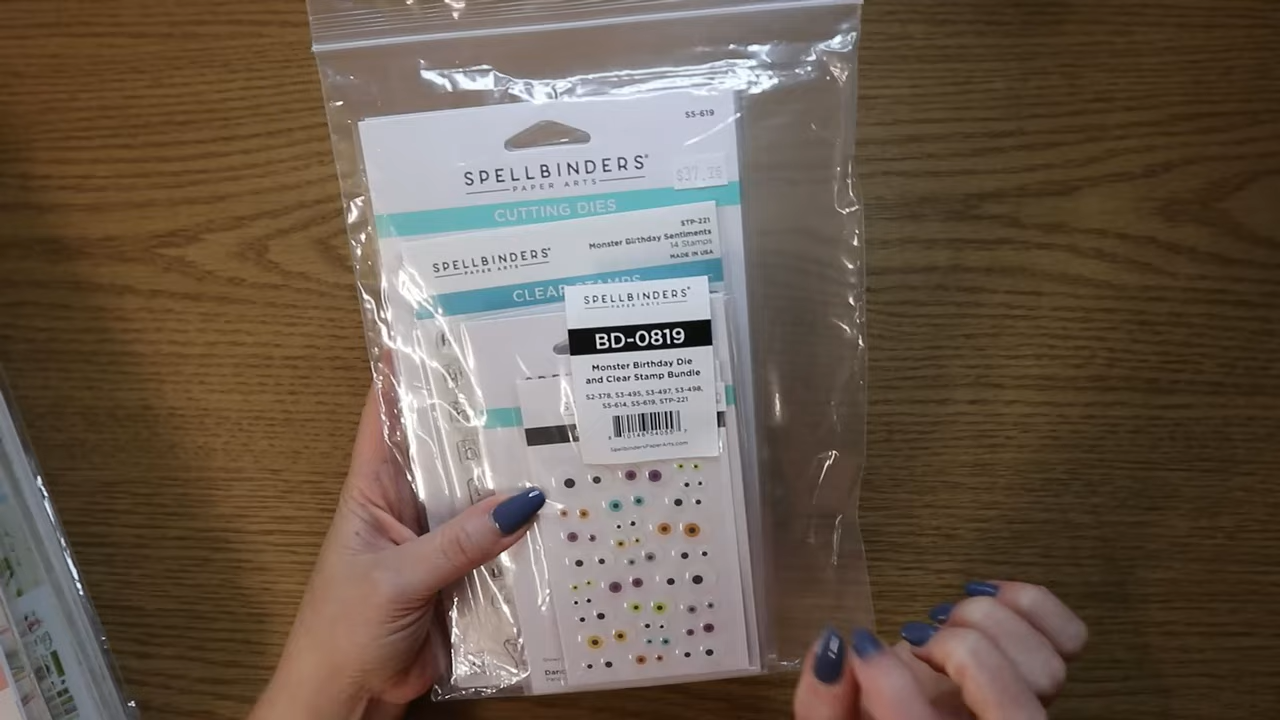 SS-619
SPELLBINDERS®
PAPER ARTS
CUTTING DIES
STP-221
Monster Birthday Sentiments
14 Stamps
MADE IN USA
SPELLBINDERS®
PAPER ARTS
CLEAR STAMPS
SPELLBINDERS®
PAPER ARTS
BD-0819
Monster Birthday Die
and Clear Stamp Bundle
S2-378, S3-495, S3-497, S3-498,
S5-614, S5-619, STP-221
SpellbindersPaperArts.com